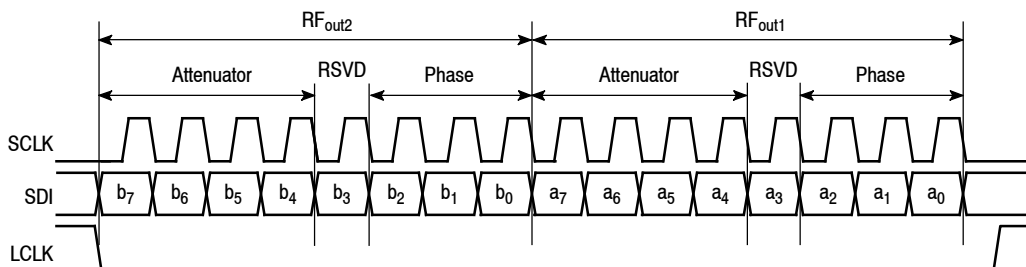 RFout2 RFout1
Attenuator RSVD Phase Attenuator RSVD Phase
SCLK
SDI b7 b6 b5 b4 b3 b2 b1 b0 a7 a6 a5 a4 a3 a2 a1 a0
LCLK